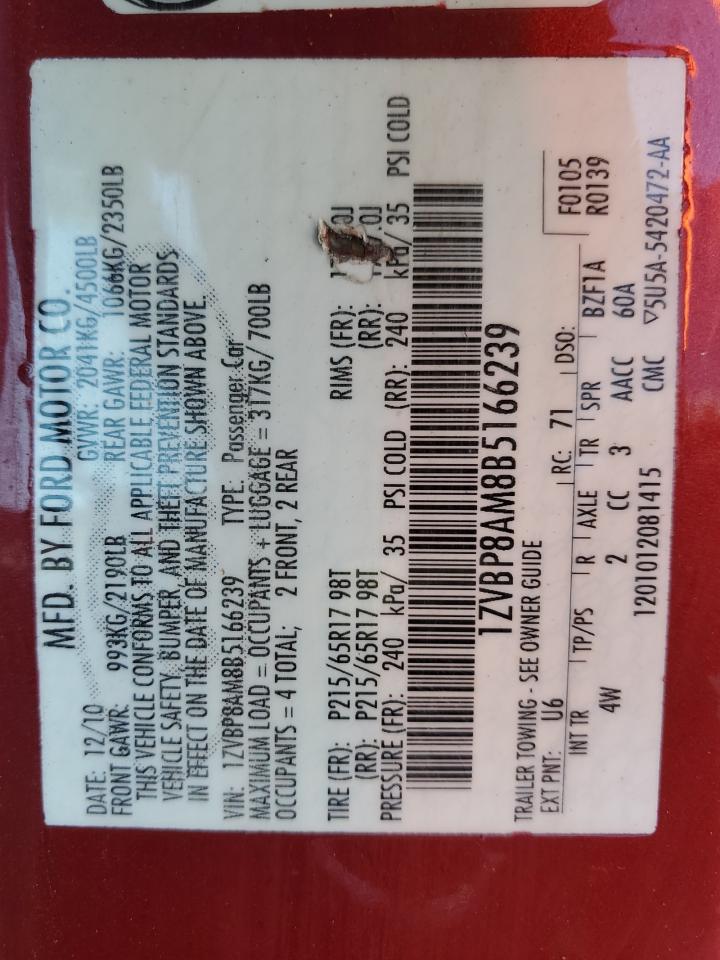 MFD. BY FORD MOTOR CO.
DATE: 12/10 GVWR: 2041KG/4500LB
FRONT GAWR: 993KG/2190LB REAR GAWR: 1066KG/2350LB
THIS VEHICLE CONFORMS TO ALL APPLICABLE FEDERAL MOTOR
VEHICLE SAFETY, BUMPER, AND THEFT PREVENTION STANDARDS
IN EFFECT ON THE DATE OF MANUFACTURE SHOWN ABOVE.
VIN: 1ZVBP8AM8B5166239 TYPE: Passenger Car
MAXIMUM LOAD = OCCUPANTS + LUGGAGE = 317KG/ 700LB
OCCUPANTS = 4 TOTAL; 2 FRONT, 2 REAR
TIRE (FR): P215/65R17 98T RIMS (FR):
(RR): P215/65R17 98T (RR):
PRESSURE (FR): 240 kPa/ 35 PSI COLD (RR): 240 kPa/ 35 PSI COLD
1ZVBP8AM8B5166239
TRAILER TOWING - SEE OWNER GUIDE
EXT PNT: U6 RC: 71 DSO: F0105
R0139
INT TR TP/PS R AXLE TR SPR BZF1A
4W 2 CC 3 AACC 60A
1201012081415 CMC ▽5U5A-5420472-AA